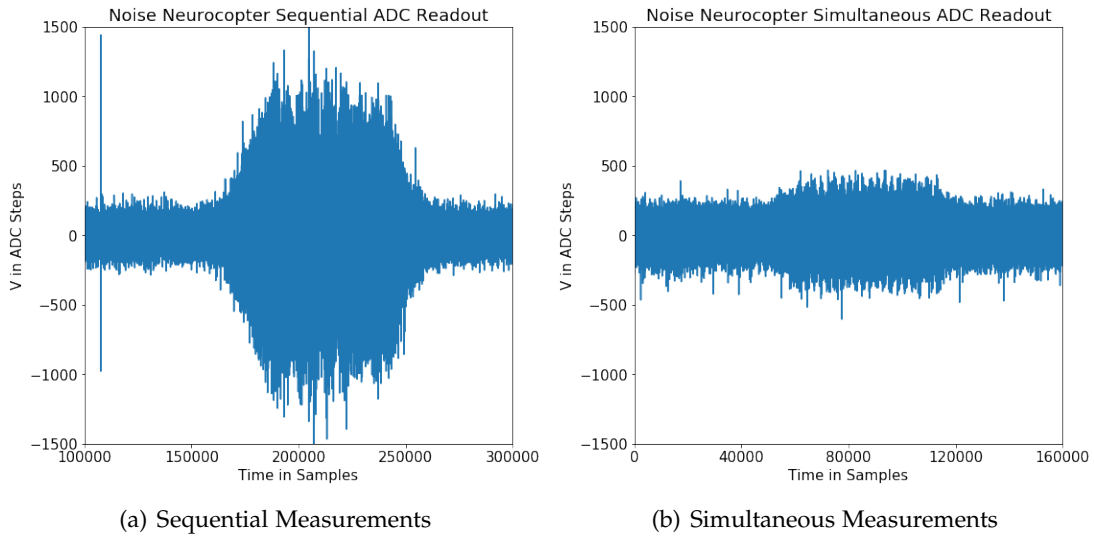 Noise Neurocopter Sequential ADC Readout
1500
1000
500
0
−500
−1000
−1500
V in ADC Steps
100000 150000 200000 250000 300000
Time in Samples
(a) Sequential Measurements
Noise Neurocopter Simultaneous ADC Readout
1500
1000
500
0
−500
−1000
−1500
V in ADC Steps
0 40000 80000 120000 160000
Time in Samples
(b) Simultaneous Measurements